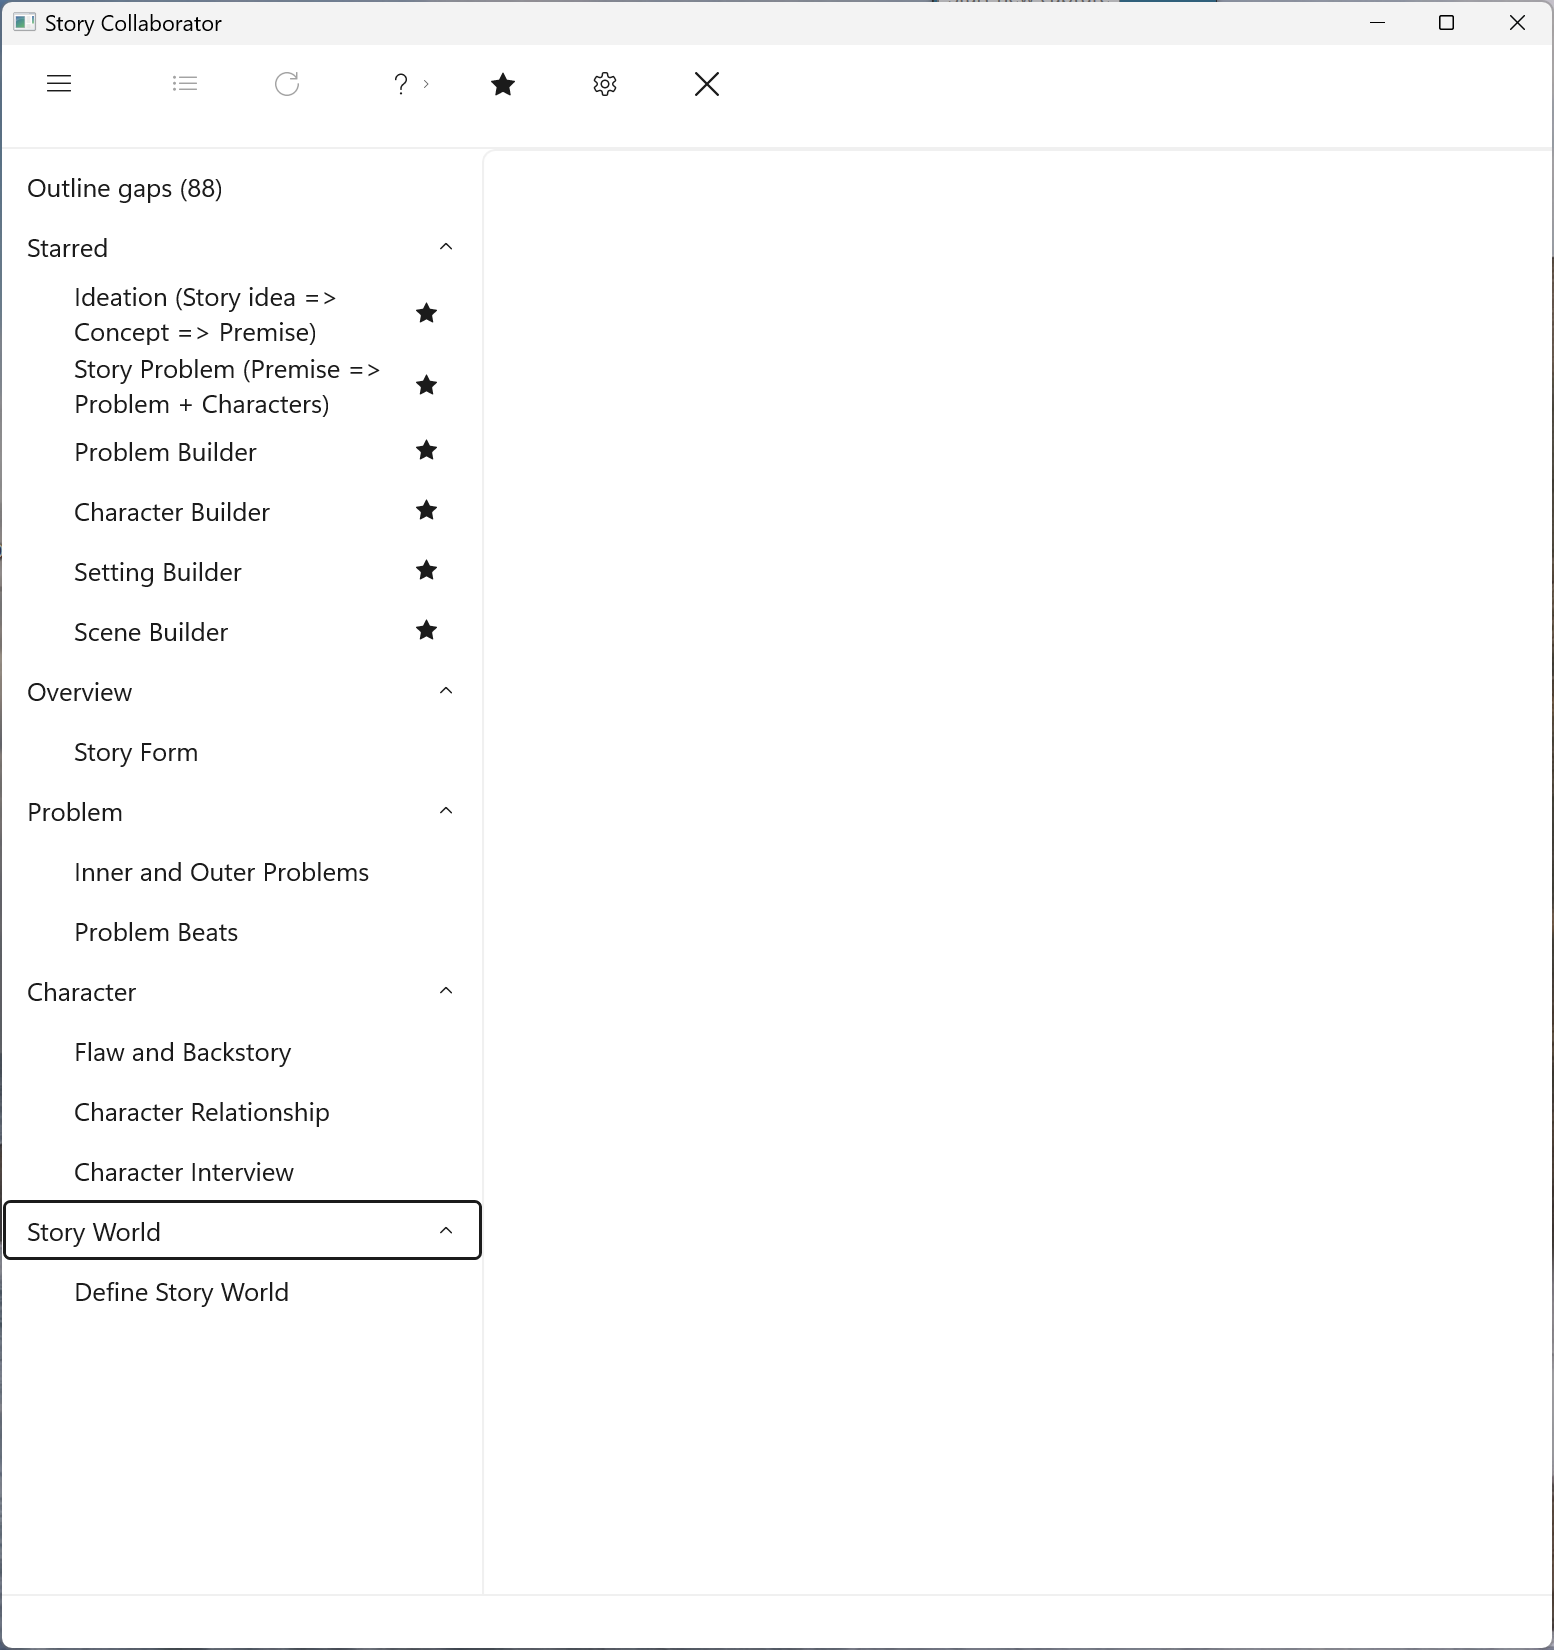 Story Collaborator
?
Outline gaps (88)
Starred
Ideation (Story idea =>
Concept => Premise)
Story Problem (Premise =>
Problem + Characters)
Problem Builder
Character Builder
Setting Builder
Scene Builder
Overview
Story Form
Problem
Inner and Outer Problems
Problem Beats
Character
Flaw and Backstory
Character Relationship
Character Interview
Story World
Define Story World